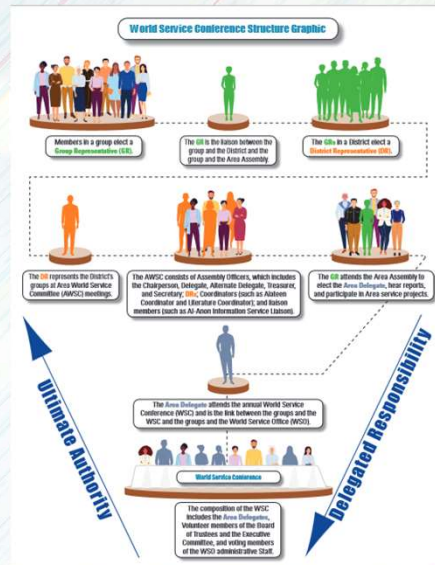 World Service Conference Structure Graphic
Members in a group elect a
Group Representative (GR).
The GR is the liaison between
the group and the District and the
group and the Area Assembly.
The GRs in a District elect a
District Representative (DR).
The DR represents the District's
groups at Area World Service
Committee (AWSC) meetings.
The AWSC consists of Assembly Officers, which includes
the Chairperson, Delegate, Alternate Delegate, Treasurer,
and Secretary; DRs; Coordinators (such as Alateen
Coordinator and Literature Coordinator); and liaison
members (such as Al-Anon Information Service Liaison).
The GR attends the Area Assembly to
elect the Area Delegate, hear reports,
and participate in Area service projects.
The Area Delegate attends the annual World Service
Conference (WSC) and is the link between the groups and the
WSC and the groups and the World Service Office (WSO).
Ultimate Authority
Delegated Responsibility
World Service Conference
The composition of the WSC
includes the Area Delegates,
Volunteer members of the Board
of Trustees and the Executive
Committee, and voting members
of the WSO administrative Staff.